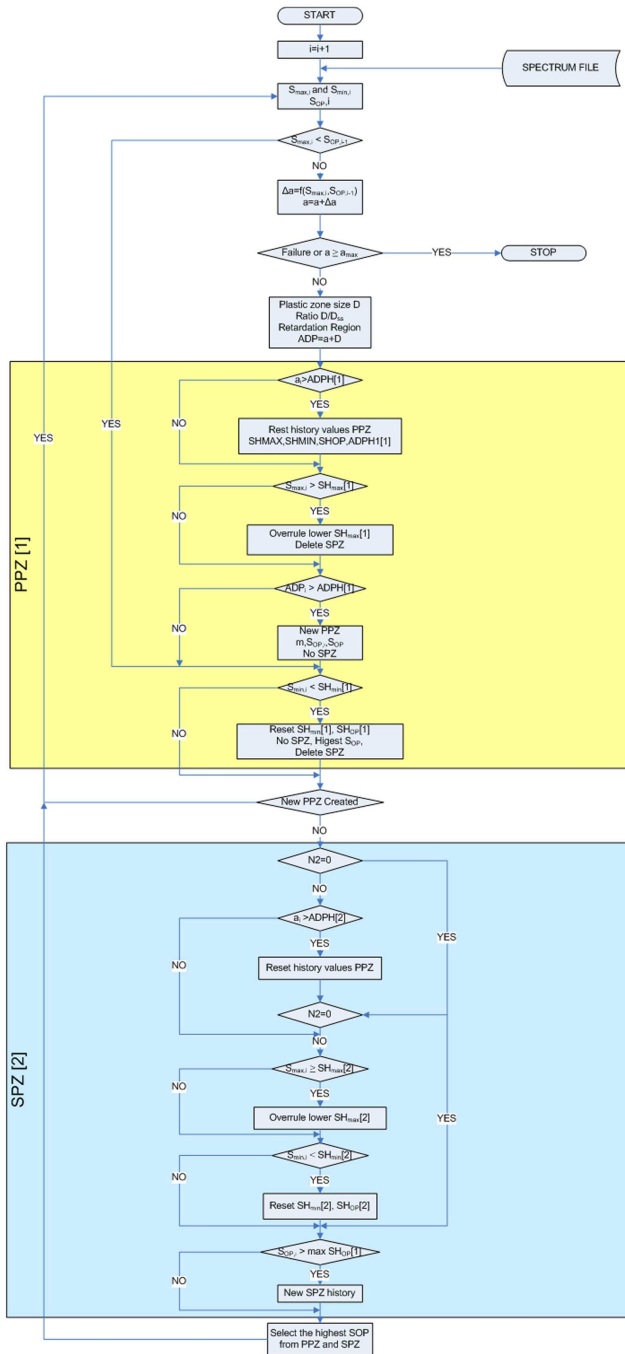 START
i=i+1
SPECTRUM FILE
Smax,i and Smin,i
SOP,i
Smax,i < SOP,i-1
NO
Δa=f(Smax,i,SOP,i-1)
a=a+Δa
Failure or a ≥ amax
YES
STOP
NO
Plastic zone size D
Ratio D/Dss
Retardation Region
ADP=a+D
PPZ [1]
YES
YES
ai>ADPH[1]
NO
YES
Rest history values PPZ
SHMAX,SHMIN,SHOP,ADPH1[1]
Smax,i > SHmax[1]
NO
YES
Overrule lower SHmax[1]
Delete SPZ
ADPi > ADPH[1]
NO
YES
New PPZ
m,SOP,i,SOP
No SPZ
Smin,i < SHmin[1]
NO
YES
Reset SHmin[1], SHOP[1]
No SPZ, Higest SOP,
Delete SPZ
New PPZ Created
NO
SPZ [2]
N2=0
NO
YES
ai >ADPH[2]
NO
YES
Reset history values PPZ
N2=0
NO
YES
Smax,i ≥ SHmax[2]
NO
YES
Overrule lower SHmax[2]
Smin,i < SHmin[2]
NO
YES
Reset SHmin[2], SHOP[2]
SOP,i > max SHOP[1]
NO
YES
New SPZ history
Select the highest SOP
from PPZ and SPZ